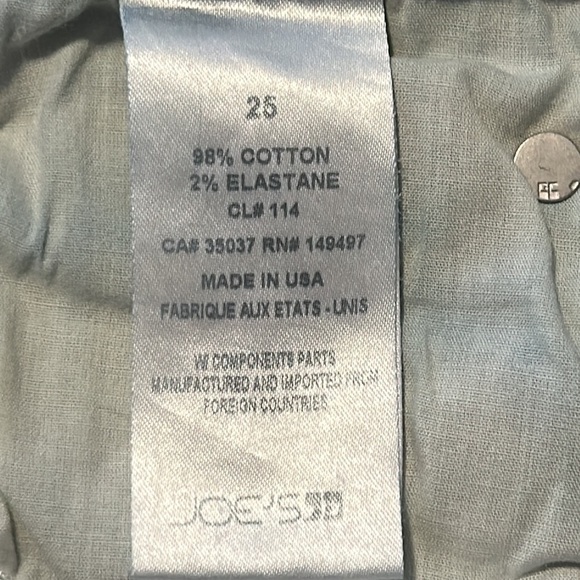 25
98% COTTON
2% ELASTANE
CL# 114
CA# 35037 RN# 149497
MADE IN USA
FABRIQUE AUX ETATS - UNIS
W/ COMPONENTS PARTS
MANUFACTURED AND IMPORTED FROM
FOREIGN COUNTRIES
JOE'S